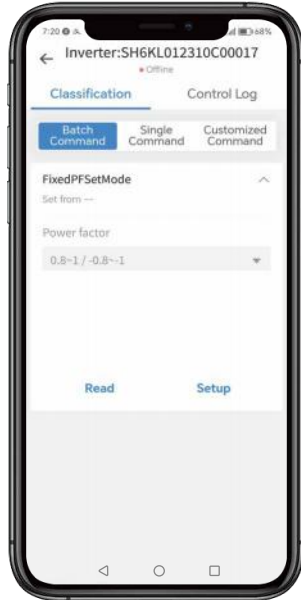 7:20
68%
Inverter:SH6KL012310C00017
Offline
Classification
Control Log
Batch Command
Single Command
Customized Command
FixedPFSetMode
Set from --
Power factor
0.8~1 / -0.8~-1
Read
Setup